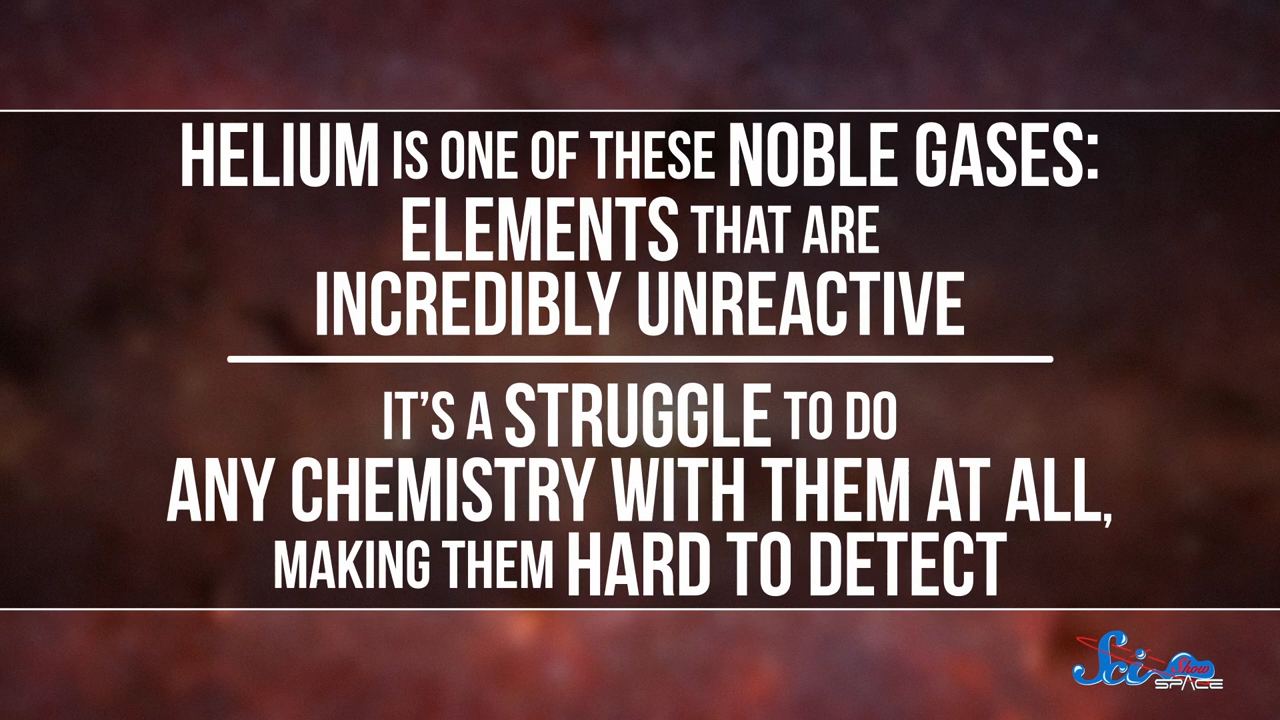 HELIUM IS ONE OF THESE NOBLE GASES:
ELEMENTS THAT ARE
INCREDIBLY UNREACTIVE
IT'S A STRUGGLE TO DO
ANY CHEMISTRY WITH THEM AT ALL,
MAKING THEM HARD TO DETECT
Sci Show
SPACE